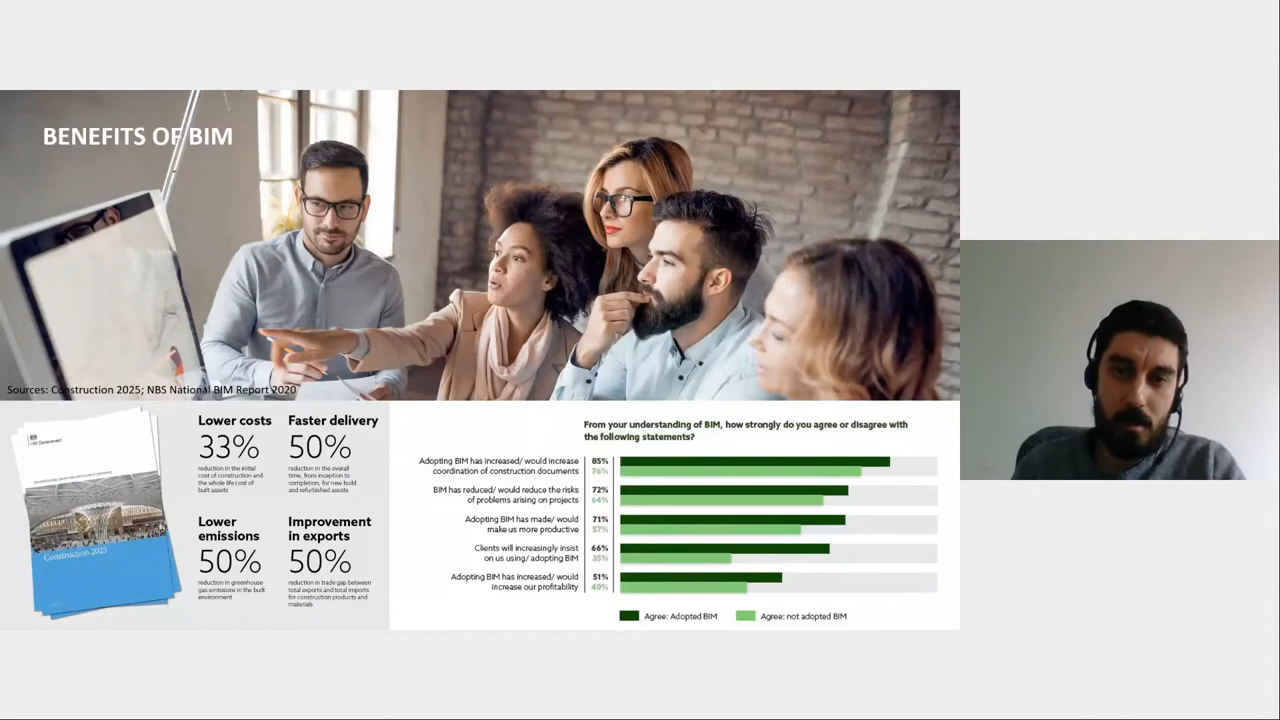 BENEFITS OF BIM
Sources: Construction 2025; NBS National BIM Report 2020
HM Government
Construction 2025
Lower costs
33%
reduction in the initial
cost of construction and
the whole life cost of
built assets
Faster delivery
50%
reduction in the overall
time, from inception to
completion, for new build
and refurbished assets
Lower
emissions
50%
reduction in greenhouse
gas emissions in the built
environment
Improvement
in exports
50%
reduction in trade gap between
total exports and total imports
for construction products and
materials
From your understanding of BIM, how strongly do you agree or disagree with
the following statements?
Adopting BIM has increased/ would increase 85%
coordination of construction documents 76%
BIM has reduced/ would reduce the risks 72%
of problems arising on projects 64%
Adopting BIM has made/ would 71%
make us more productive 57%
Clients will increasingly insist 66%
on us using/ adopting BIM 35%
Adopting BIM has increased/ would 51%
increase our profitability 40%
Agree: Adopted BIM
Agree: not adopted BIM